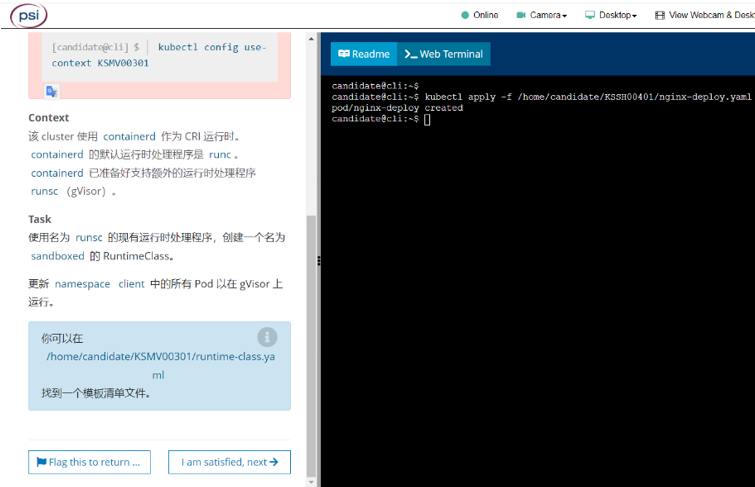 psi
Online
Camera
Desktop
View Webcam & Desk
[candidate@cli] $ | kubectl config use-
context KSMV00301
Context
该 cluster 使用 containerd 作为 CRI 运行时。
containerd 的默认运行时处理程序是 runc 。
containerd 已准备好支持额外的运行时处理程序
runsc （gVisor）。
Task
使用名为 runsc 的现有运行时处理程序，创建一个名为
sandboxed 的 RuntimeClass。
更新 namespace client 中的所有 Pod 以在 gVisor 上
运行。
你可以在
/home/candidate/KSMV00301/runtime-class.ya
ml
找到一个模板清单文件。
Flag this to return ...
I am satisfied, next
Readme
Web Terminal
candidate@cli:~$
candidate@cli:~$ kubectl apply -f /home/candidate/KSSH00401/nginx-deploy.yaml
pod/nginx-deploy created
candidate@cli:~$